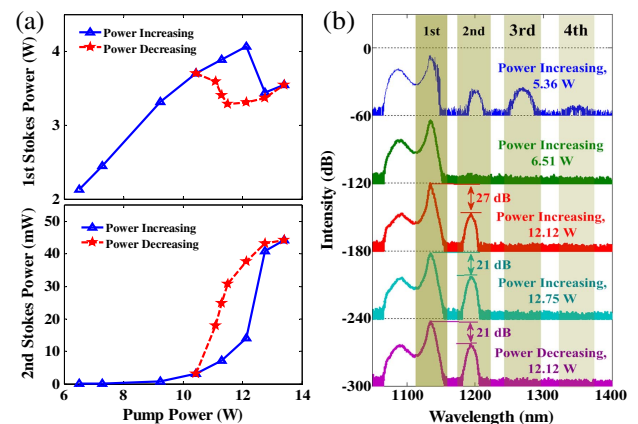 (a)
Power Increasing
Power Decreasing
1st Stokes Power (W)
4
3
2
Power Increasing
Power Decreasing
2nd Stokes Power (mW)
50
40
30
20
10
0
6 8 10 12 14
Pump Power (W)
(b)
1st 2nd 3rd 4th
Power Increasing,
5.36 W
Power Increasing
6.51 W
27 dB
Power Increasing,
12.12 W
21 dB
Power Increasing,
12.75 W
21 dB
Power Decreasing,
12.12 W
Intensity (dB)
0
-60
-120
-180
-240
-300
1100 1200 1300 1400
Wavelength (nm)